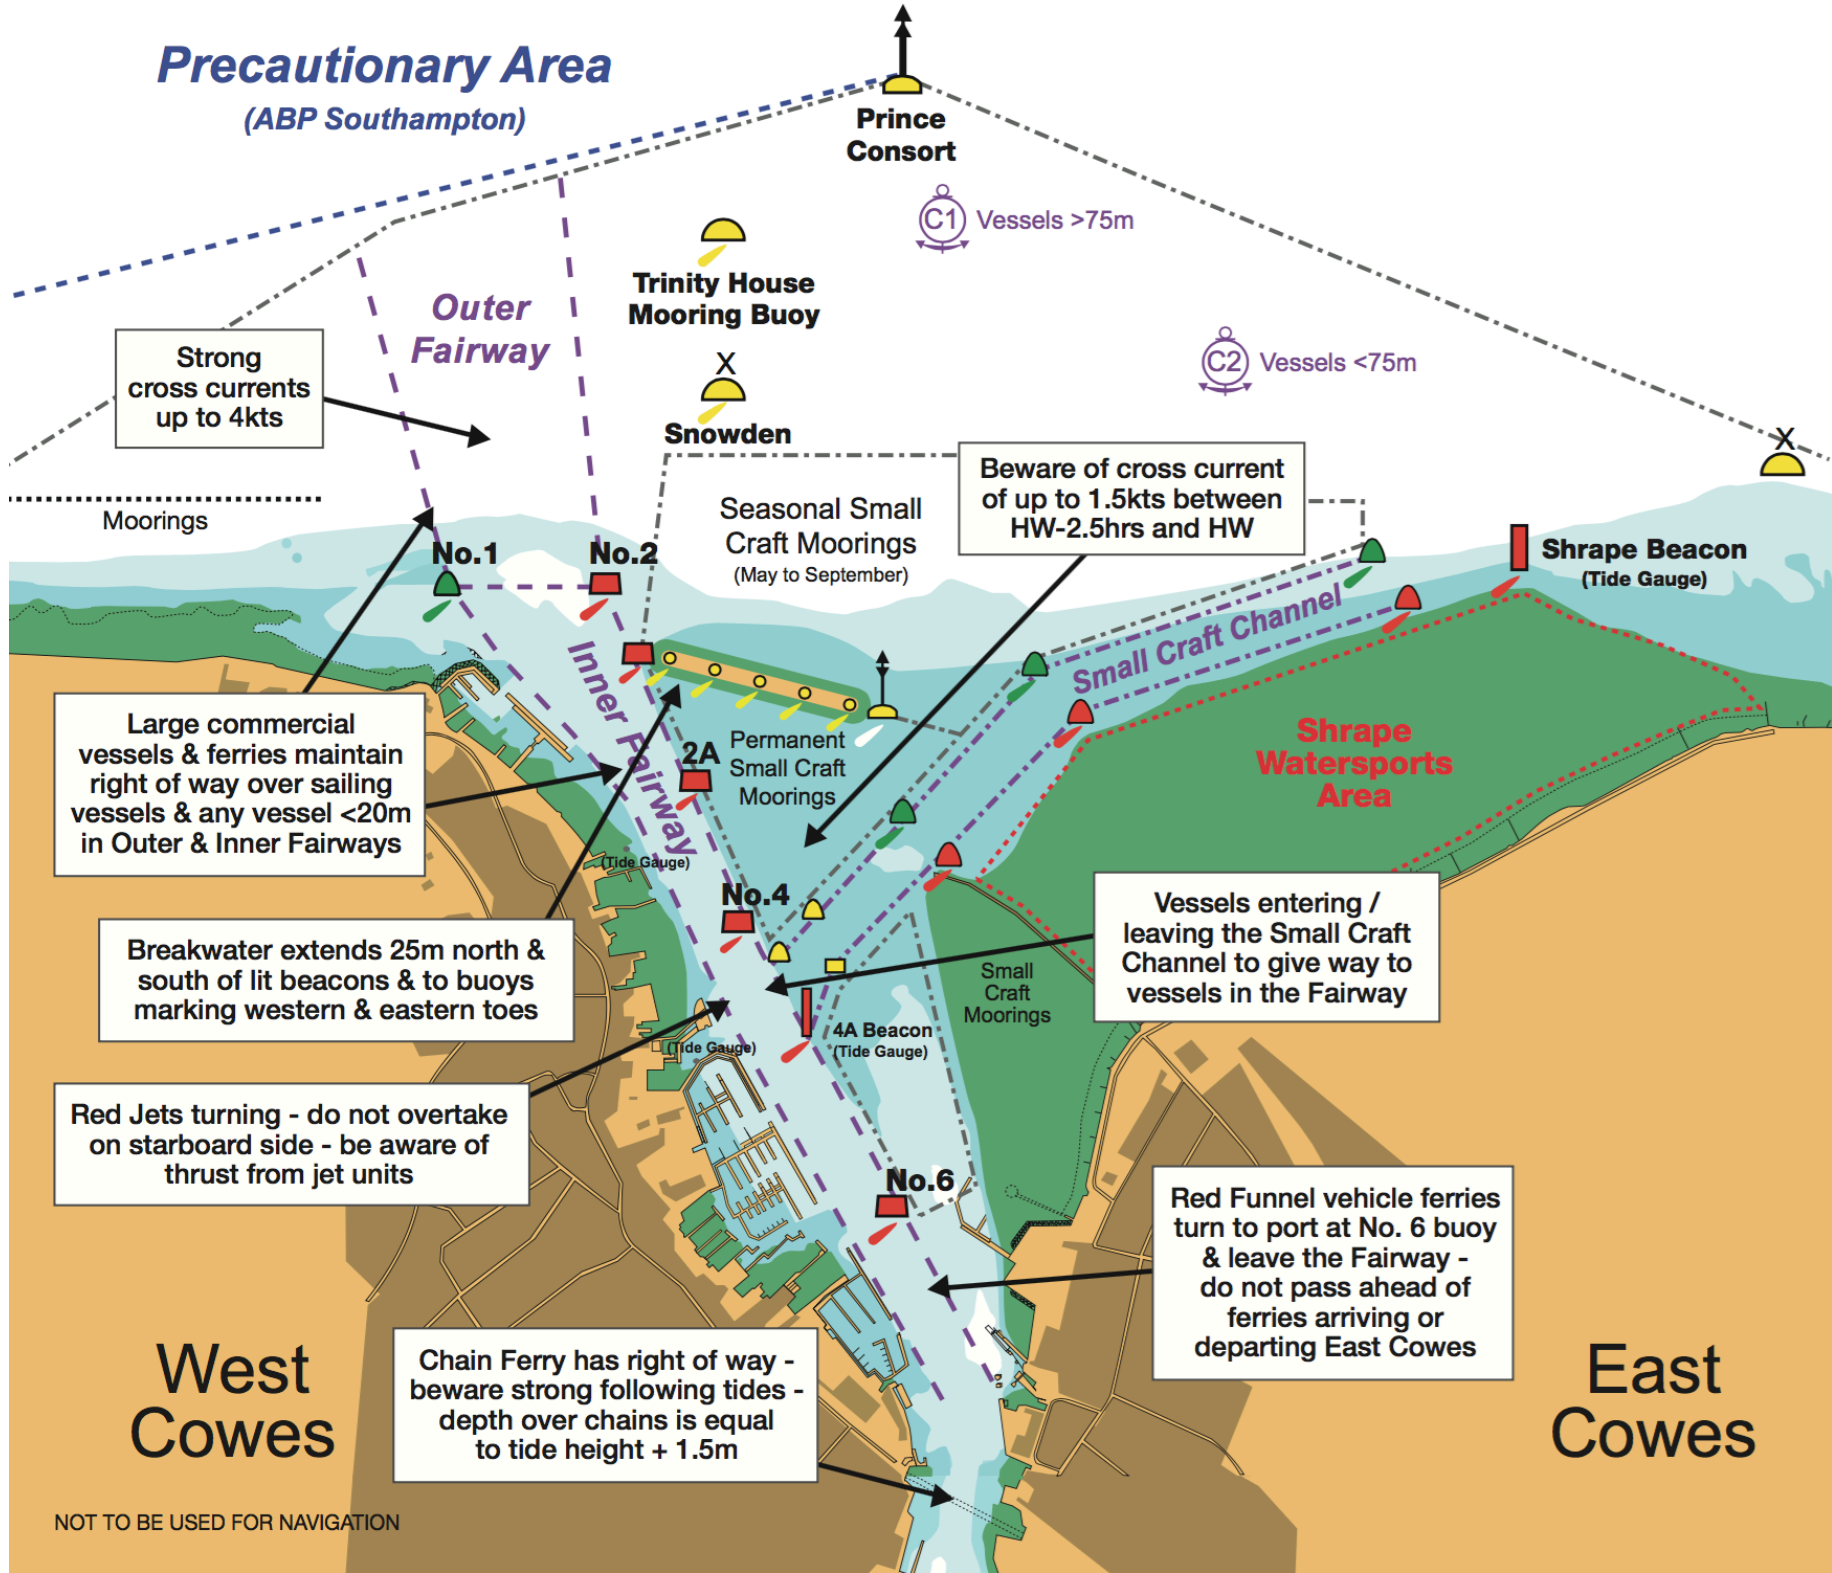 Precautionary Area
(ABP Southampton)
Prince
Consort
C1
Vessels >75m
Trinity House
Mooring Buoy
Outer
Fairway
C2
Vessels <75m
X
Snowden
X
Strong
cross currents
up to 4kts
Moorings
Beware of cross current
of up to 1.5kts between
HW-2.5hrs and HW
Seasonal Small
Craft Moorings
(May to September)
No.1
No.2
Shrape Beacon
(Tide Gauge)
Small Craft Channel
Inner Fairway
Large commercial
vessels & ferries maintain
right of way over sailing
vessels & any vessel <20m
in Outer & Inner Fairways
2A
Permanent
Small Craft
Moorings
Shrape
Watersports
Area
(Tide Gauge)
No.4
Breakwater extends 25m north &
south of lit beacons & to buoys
marking western & eastern toes
Vessels entering /
leaving the Small Craft
Channel to give way to
vessels in the Fairway
Small
Craft
Moorings
4A Beacon
(Tide Gauge)
(Tide Gauge)
Red Jets turning - do not overtake
on starboard side - be aware of
thrust from jet units
No.6
Red Funnel vehicle ferries
turn to port at No. 6 buoy
& leave the Fairway -
do not pass ahead of
ferries arriving or
departing East Cowes
Chain Ferry has right of way -
beware strong following tides -
depth over chains is equal
to tide height + 1.5m
West
Cowes
East
Cowes
NOT TO BE USED FOR NAVIGATION